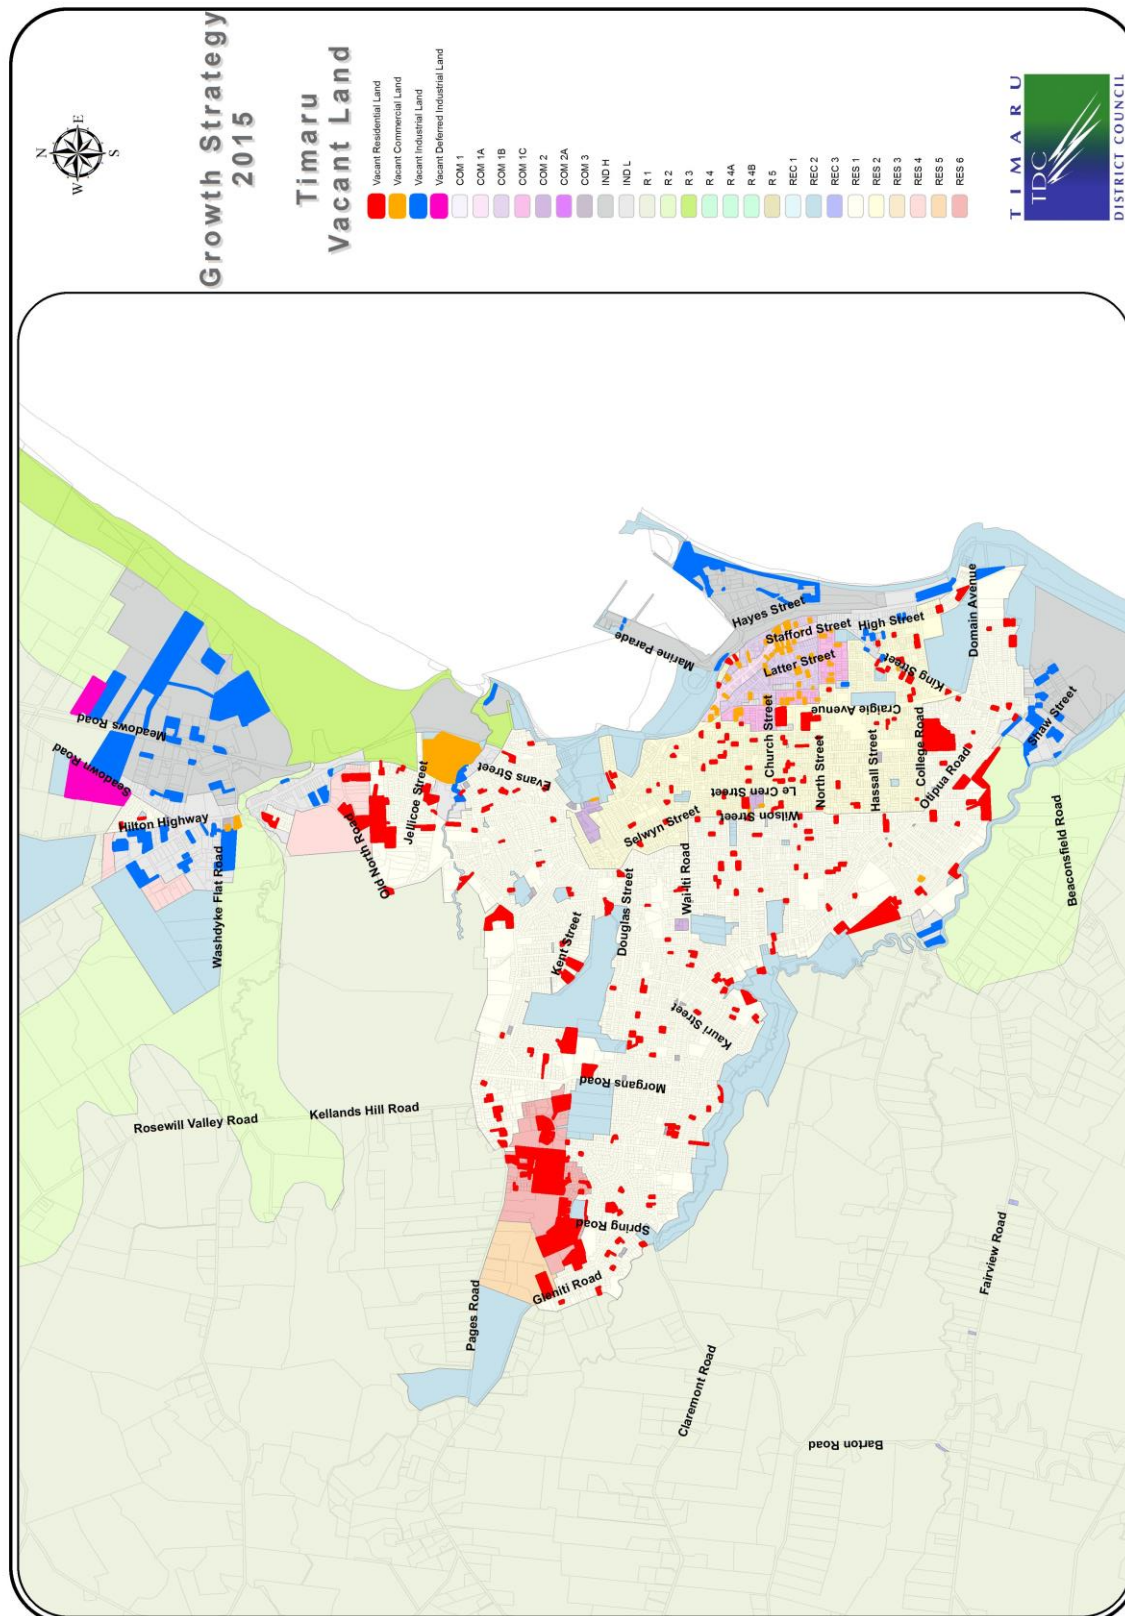 Growth Strategy
2015
Timaru
Vacant Land
N
W
E
S
Vacant Residential Land
Vacant Commercial Land
Vacant Industrial Land
Vacant Deferred Industrial Land
COM 1
COM 1A
COM 1B
COM 1C
COM 2
COM 2A
COM 3
IND H
IND L
R 1
R 2
R 3
R 4
R 4A
R 4B
R 5
REC 1
REC 2
REC 3
RES 1
RES 2
RES 3
RES 4
RES 5
RES 6
TIMARU
TDC
DISTRICT COUNCIL
Meadows Road
Seadown Road
Hilton Highway
Washdyke Flat Road
Old North Road
Jellicoe Street
Evans Street
Rosewill Valley Road
Kellands Hill Road
Pages Road
Glenlti Road
Spring Road
Morgans Road
Kent Street
Douglas Street
Selwyn Street
Wai-Iti Road
Kauri Street
Marine Parade
Hayes Street
Stafford Street
Latter Street
High Street
King Street
Craigie Avenue
Church Street
Le Cren Street
Wilson Street
North Street
Hassall Street
College Road
Otipua Road
Domain Avenue
Shaw Street
Beaconsfield Road
Claremont Road
Barton Road
Fairview Road